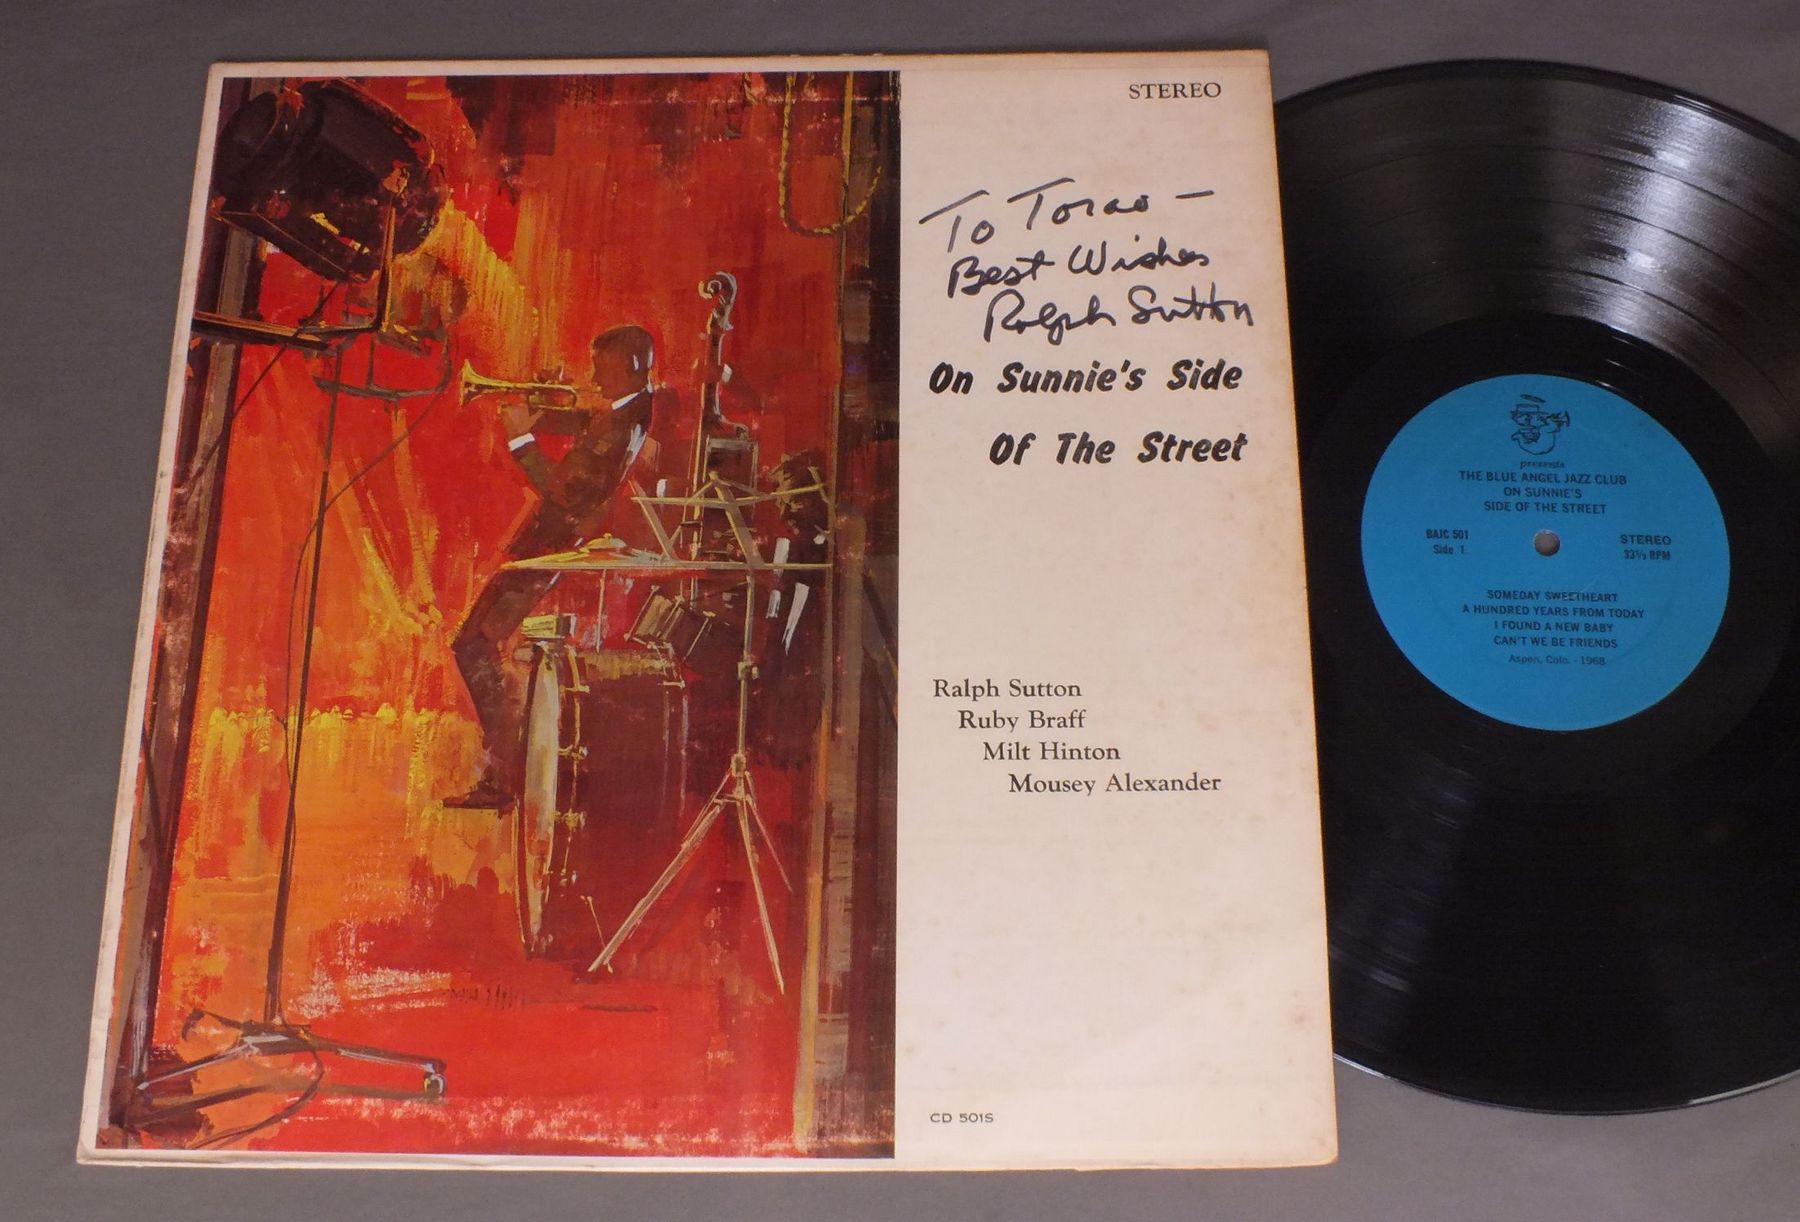 STEREO
To Torao —
Best Wishes
Ralph Sutton
On Sunnie's Side
Of The Street
Ralph Sutton
Ruby Braff
Milt Hinton
Mousey Alexander
CD 501S
presents
THE BLUE ANGEL JAZZ CLUB
ON SUNNIE'S
SIDE OF THE STREET
BAJC 501
Side 1
STEREO
33⅓ RPM
SOMEDAY SWEETHEART
A HUNDRED YEARS FROM TODAY
I FOUND A NEW BABY
CAN'T WE BE FRIENDS
Aspen, Colo. - 1968